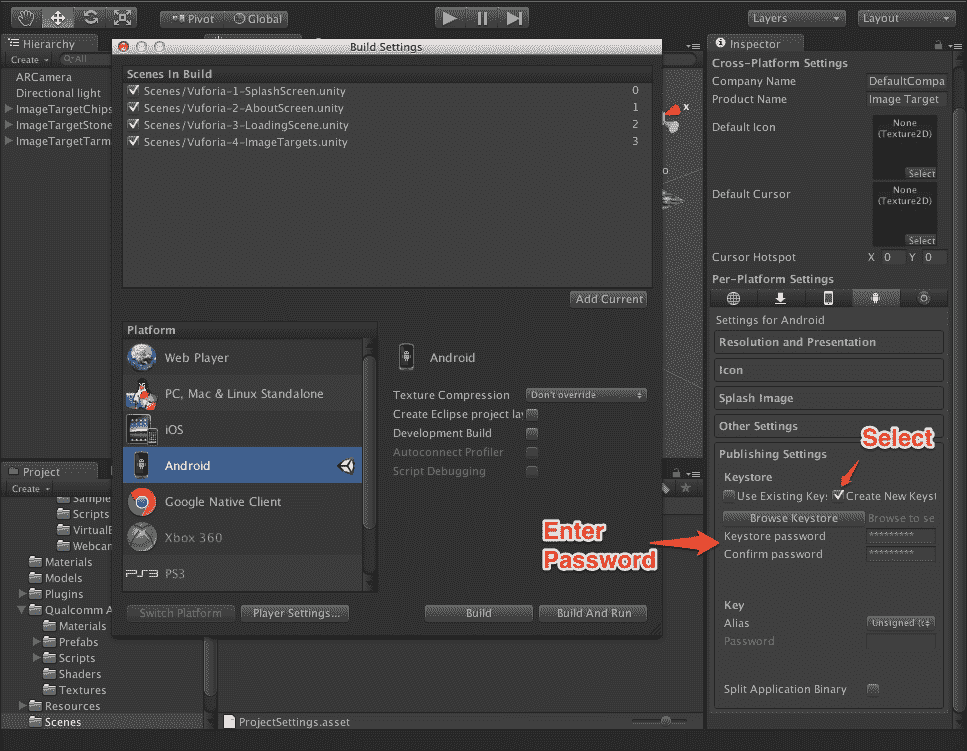 Pivot
Global
Layers
Layout
Hierarchy
Create
All
ARCamera
Directional light
ImageTargetChips
ImageTargetStone
ImageTargetTarm
Build Settings
Scenes In Build
Scenes/Vuforia-1-SplashScreen.unity 0
Scenes/Vuforia-2-AboutScreen.unity 1
Scenes/Vuforia-3-LoadingScene.unity 2
Scenes/Vuforia-4-ImageTargets.unity 3
Add Current
Platform
Web Player
PC, Mac & Linux Standalone
iOS
Android
Google Native Client
Xbox 360
PS3
Android
Texture Compression Don't override
Create Eclipse project la
Development Build
Autoconnect Profiler
Script Debugging
Switch Platform
Player Settings...
Build
Build And Run
x
Project
Create
Sample
Scripts
VirtualB
Webcam
Materials
Models
Plugins
Qualcomm A
Materials
Prefabs
Scripts
Shaders
Textures
Resources
Scenes
ProjectSettings.asset
Enter
Password
Select
Inspector
Cross-Platform Settings
Company Name DefaultCompa
Product Name Image Target
Default Icon
None
(Texture2D)
Select
Default Cursor
None
(Texture2D)
Select
Cursor Hotspot X 0 Y 0
Per-Platform Settings
Settings for Android
Resolution and Presentation
Icon
Splash Image
Other Settings
Publishing Settings
Keystore
Use Existing Keys Create New Keyst
Browse Keystore Browse to se
Keystore password *********
Confirm password *********
Key
Alias Unsigned
Password
Split Application Binary